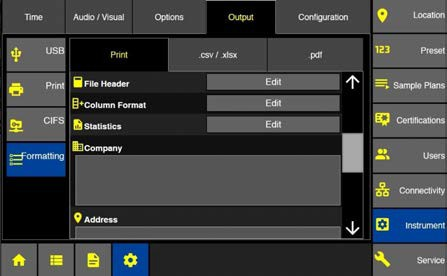 Time
Audio / Visual
Options
Output
Configuration
Location
USB
Print
.csv / .xlsx
.pdf
123
Preset
File Header
Edit
Print
Column Format
Edit
Sample Plans
CIFS
Statistics
Edit
Certifications
Formatting
Company
Users
Connectivity
Address
Instrument
Service